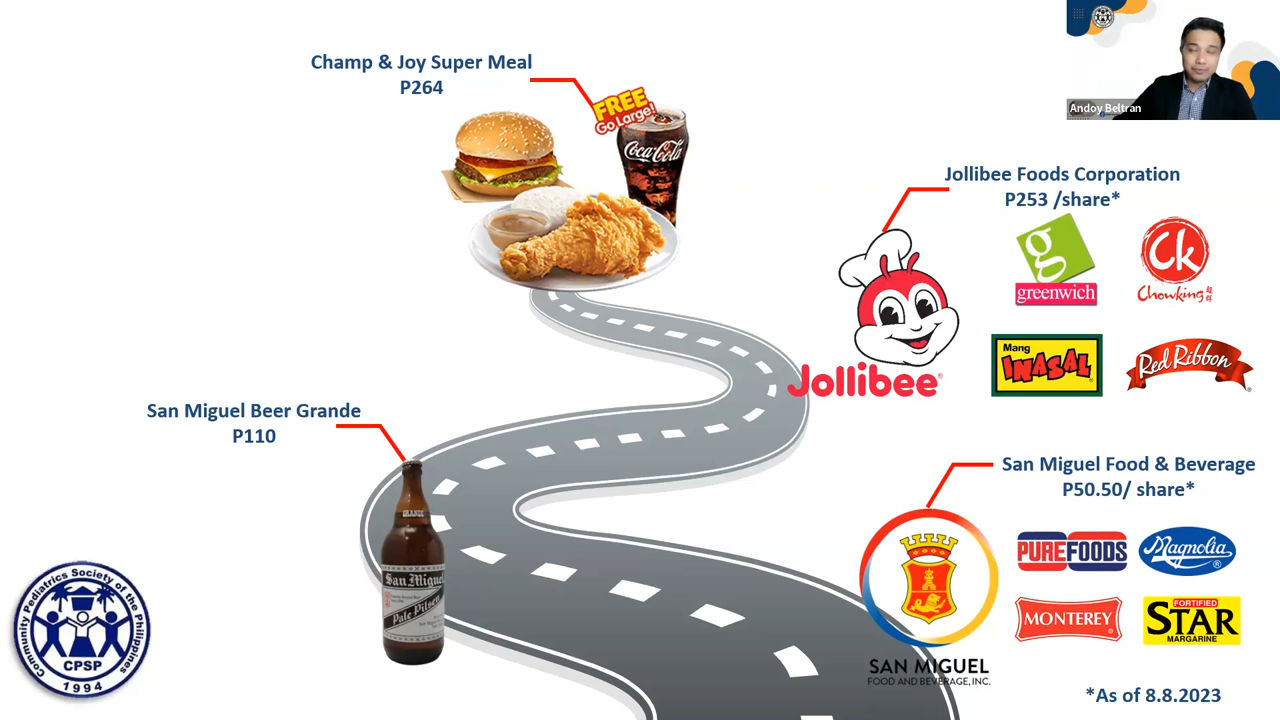 Champ & Joy Super Meal
P264
FREE
Go Large!
Coca-Cola
Andoy Beltran
Jollibee Foods Corporation
P253 /share*
g
greenwich
Ck
Chowking
Jollibee®
Mang
INASAL
Red Ribbon®
San Miguel Beer Grande
P110
GRANDE
San Miguel
Pale Pilsen
San Miguel Food & Beverage
P50.50/ share*
PUREFOODS
Magnolia®
MONTEREY
FORTIFIED
STAR
MARGARINE
SAN MIGUEL
FOOD AND BEVERAGE, INC.
Community Pediatrics Society of the Philippines
CPSP
1994
*As of 8.8.2023